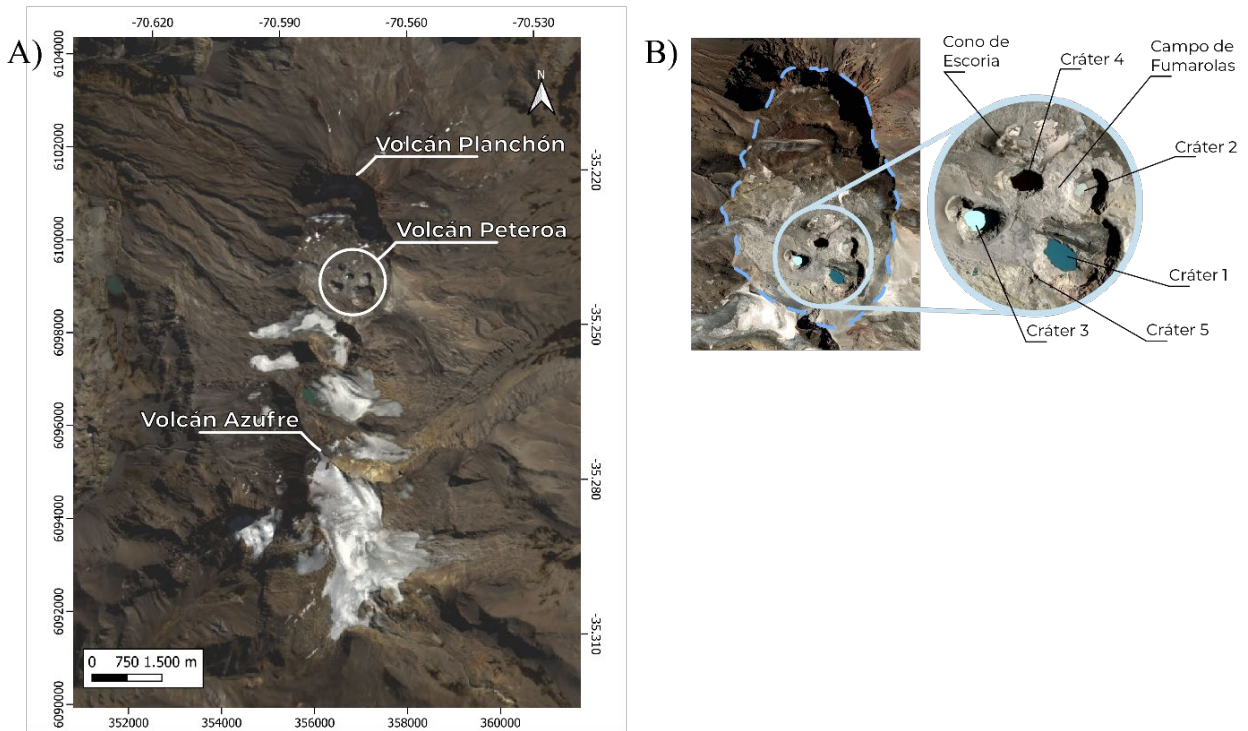 A)
-70.620 -70.590 -70.560 -70.530
6104000
6102000
6100000
6098000
6096000
6094000
6092000
6090000
N
Volcán Planchón
Volcán Peteroa
Volcán Azufre
-35.220
-35.250
-35.280
-35.310
0 750 1.500 m
352000 354000 356000 358000 360000
B)
Cono de
Escoria
Cráter 4
Campo de
Fumarolas
Cráter 2
Cráter 1
Cráter 3
Cráter 5